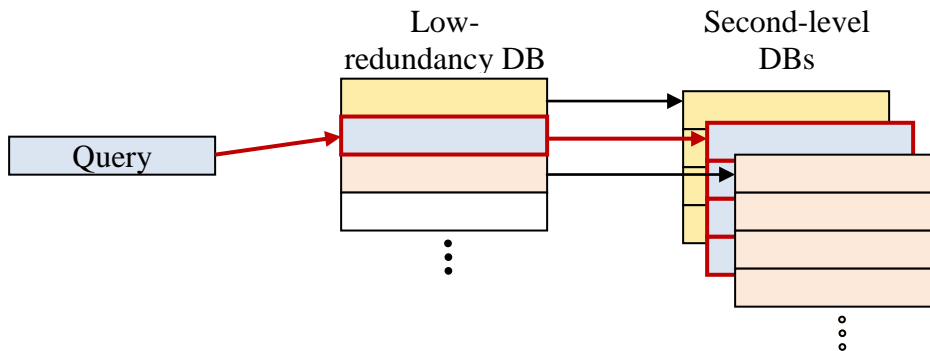 Low-
redundancy DB
Second-level
DBs
Query